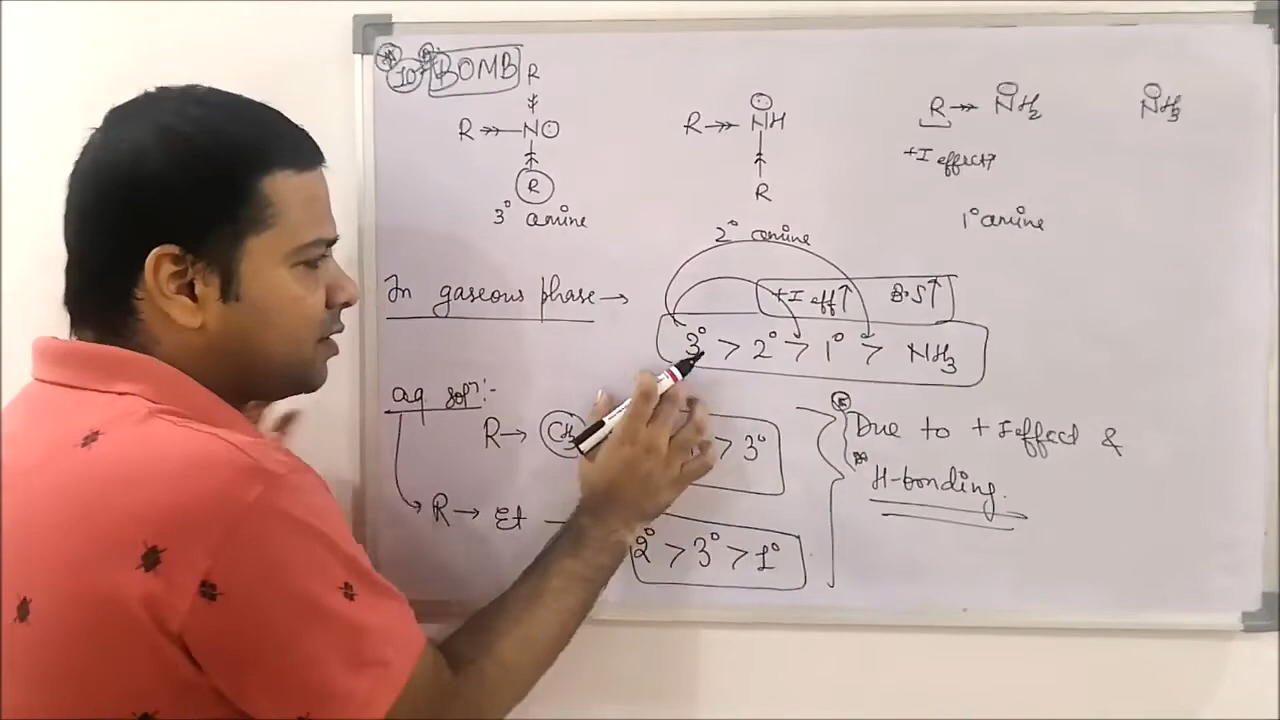 10 BOMB
R
R N
R
3° amine
R NH
R
2° amine
R NH2
+I effect↑
1° amine
NH3
In gaseous phase →
+I eff↑ B.S↑
3° > 2° > 1° > NH3
aq solⁿ:-
R → CH3 > 3°
R → Et — 2° > 3° > 1°
Due to + I effect &
H-bonding.